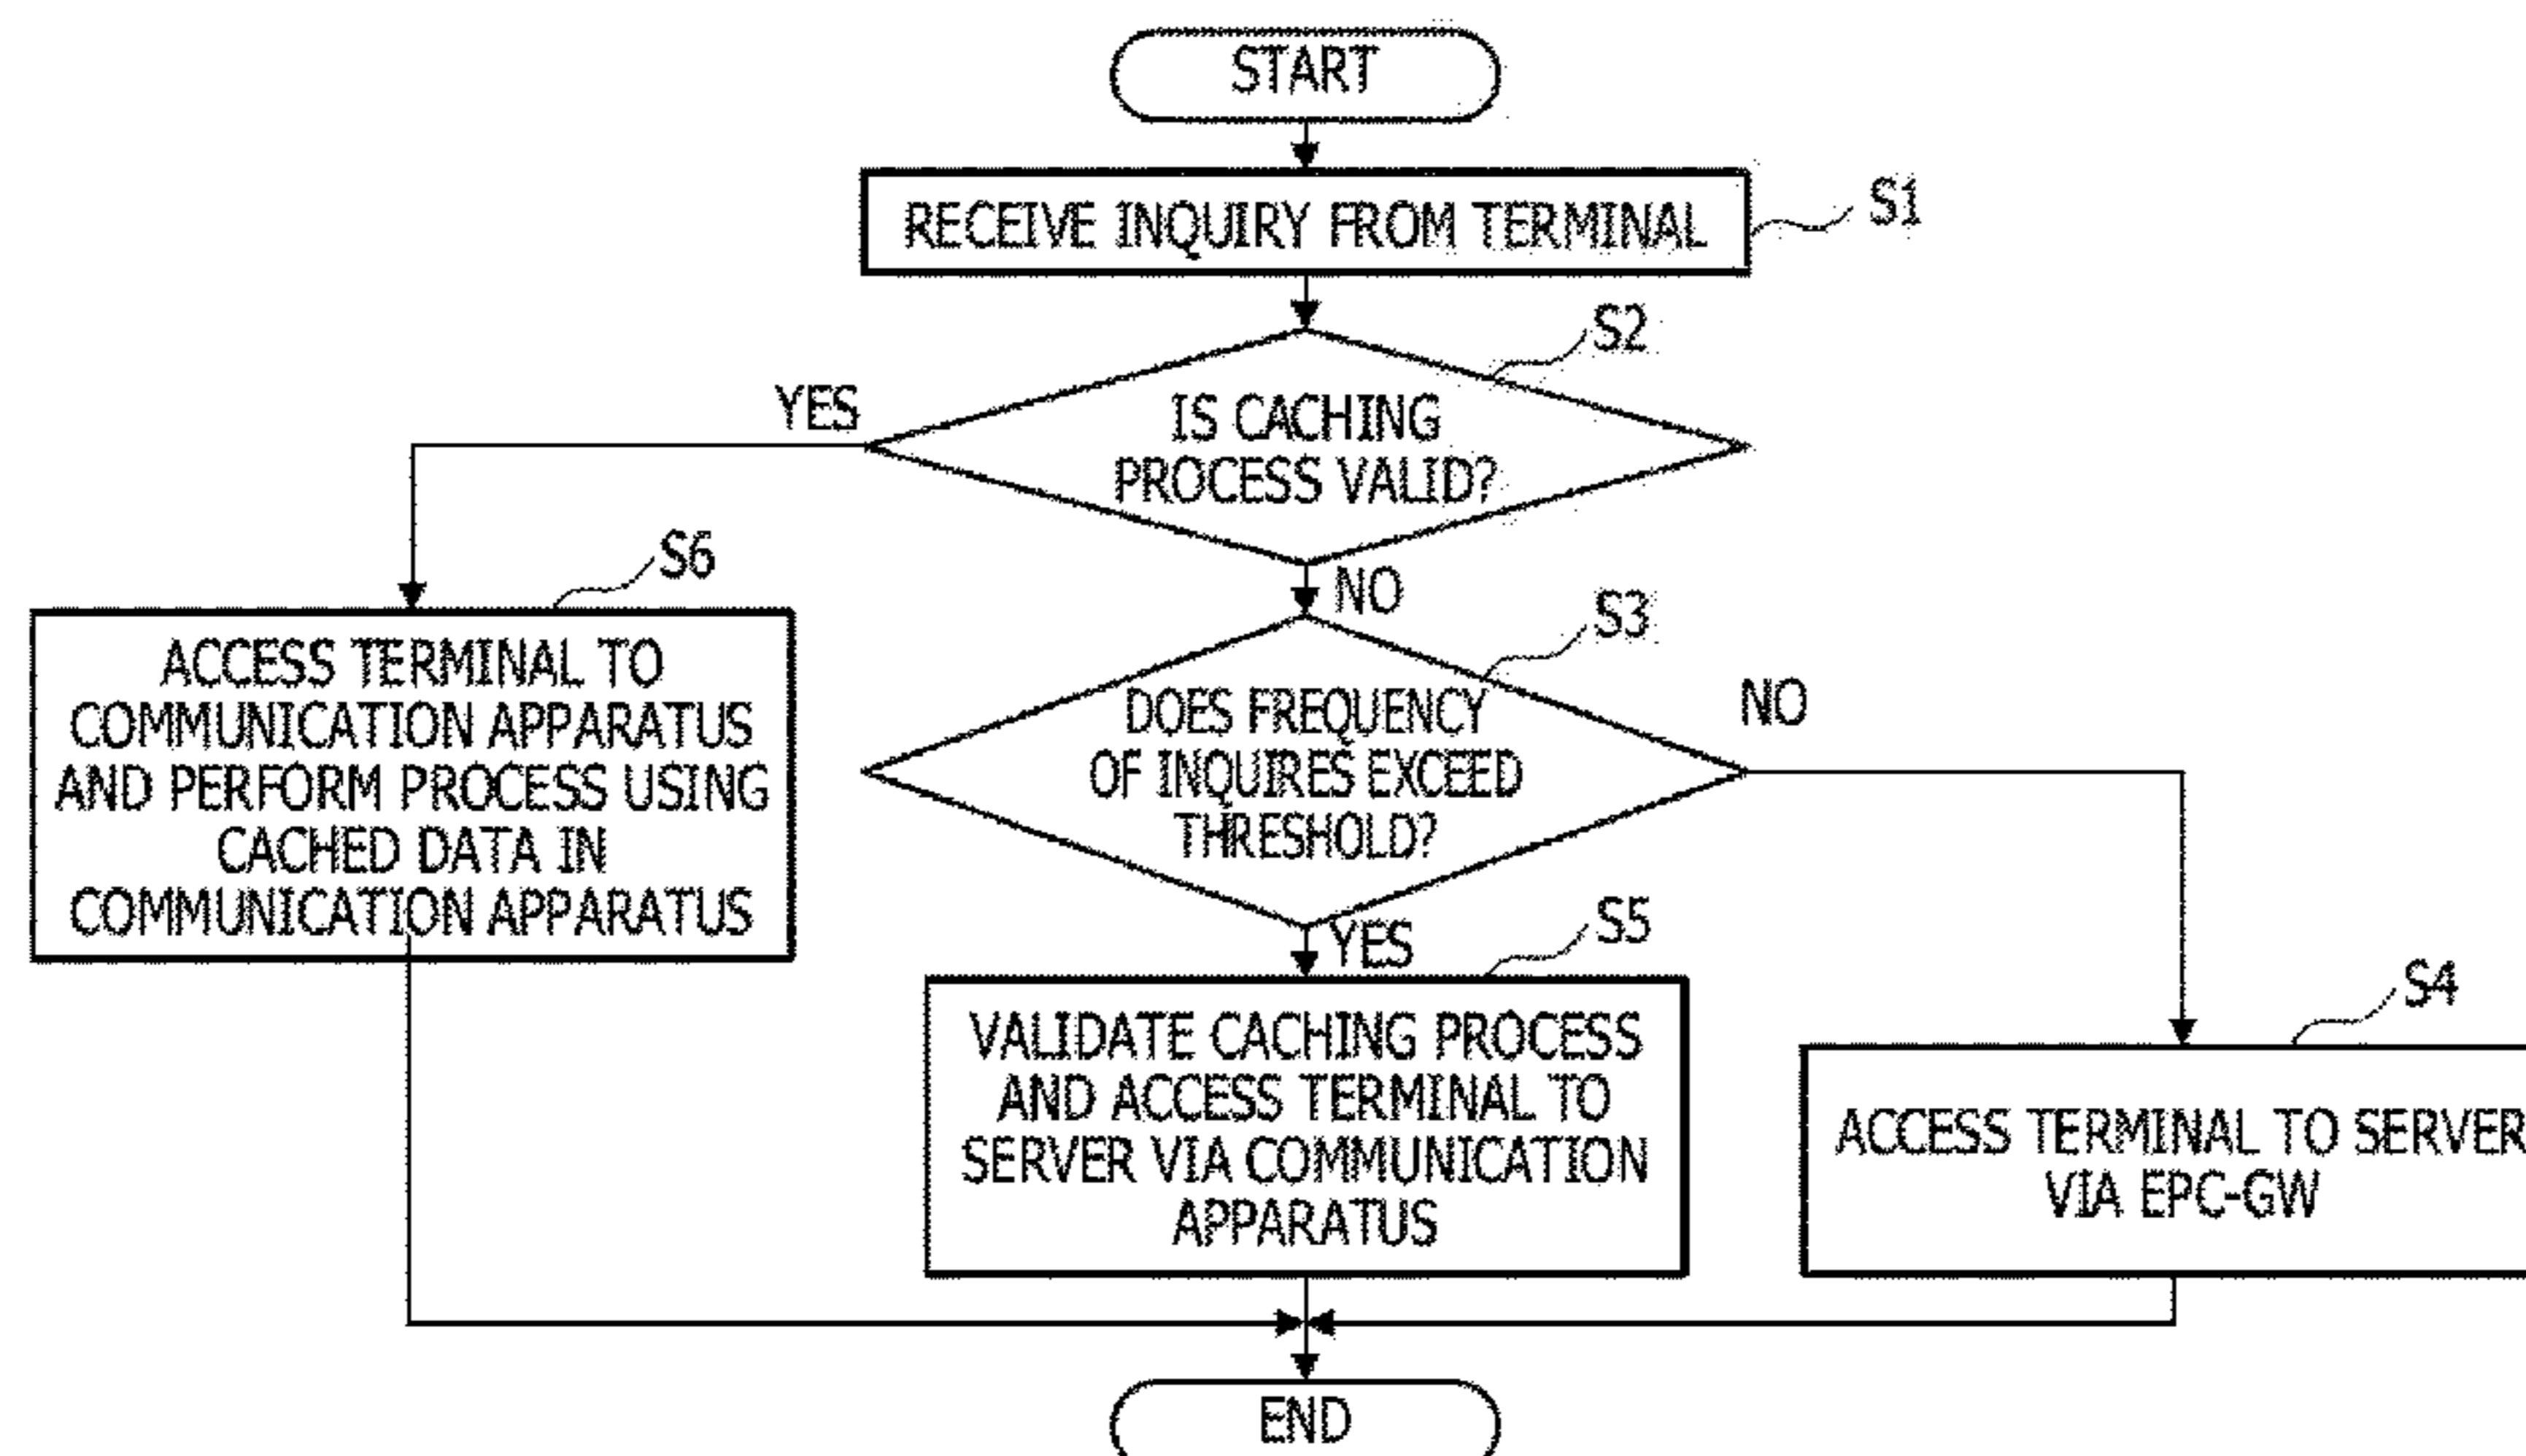 START
RECEIVE INQUIRY FROM TERMINAL
S1
S2
YES
IS CACHING
PROCESS VALID?
S6
NO
S3
ACCESS TERMINAL TO
COMMUNICATION APPARATUS
AND PERFORM PROCESS USING
CACHED DATA IN
COMMUNICATION APPARATUS
DOES FREQUENCY
OF INQUIRES EXCEED
THRESHOLD?
NO
YES
S5
VALIDATE CACHING PROCESS
AND ACCESS TERMINAL TO
SERVER VIA COMMUNICATION
APPARATUS
S4
ACCESS TERMINAL TO SERVER
VIA EPC-GW
END